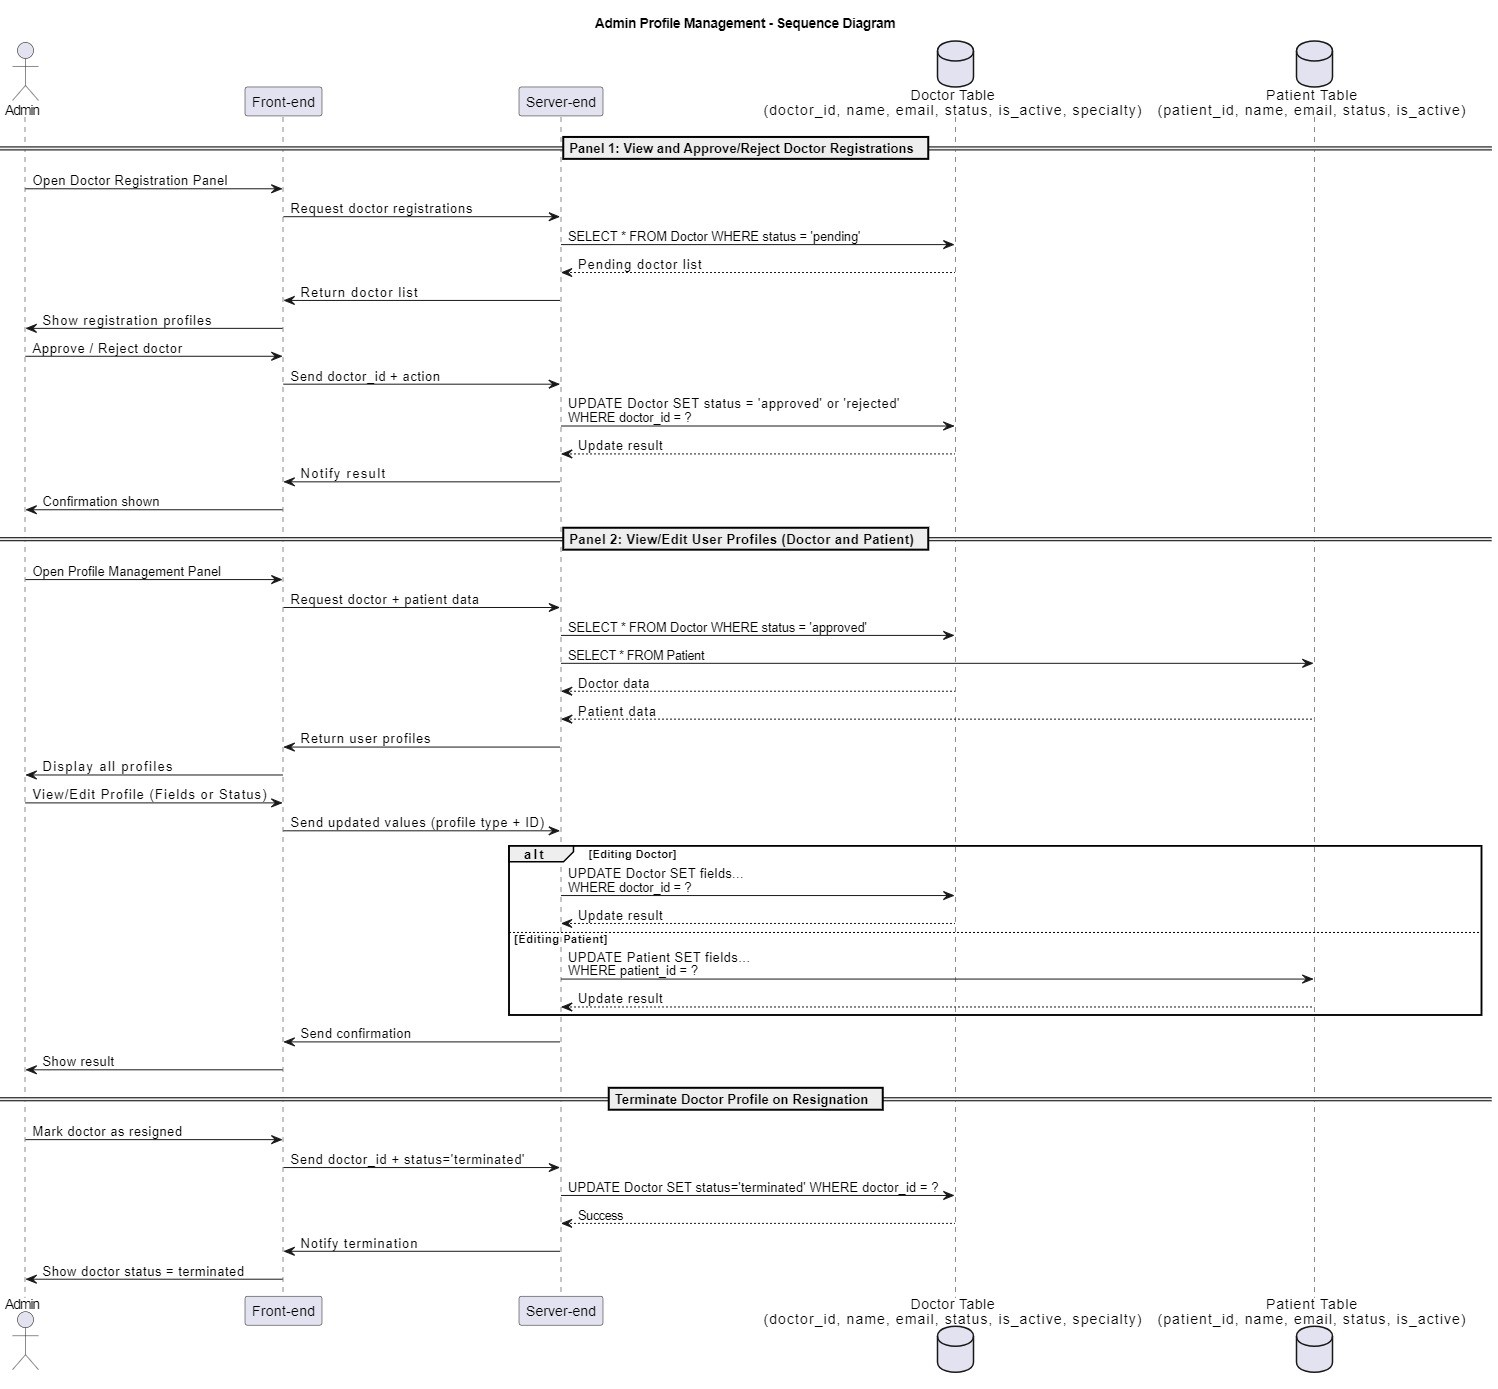 Admin Profile Management - Sequence Diagram
Admin
Front-end
Server-end
Doctor Table
(doctor_id, name, email, status, is_active, specialty)
Patient Table
(patient_id, name, email, status, is_active)
Panel 1: View and Approve/Reject Doctor Registrations
Open Doctor Registration Panel
Request doctor registrations
SELECT * FROM Doctor WHERE status = 'pending'
Pending doctor list
Return doctor list
Show registration profiles
Approve / Reject doctor
Send doctor_id + action
UPDATE Doctor SET status = 'approved' or 'rejected'
WHERE doctor_id = ?
Update result
Notify result
Confirmation shown
Panel 2: View/Edit User Profiles (Doctor and Patient)
Open Profile Management Panel
Request doctor + patient data
SELECT * FROM Doctor WHERE status = 'approved'
SELECT * FROM Patient
Doctor data
Patient data
Return user profiles
Display all profiles
View/Edit Profile (Fields or Status)
Send updated values (profile type + ID)
alt
[Editing Doctor]
UPDATE Doctor SET fields...
WHERE doctor_id = ?
Update result
[Editing Patient]
UPDATE Patient SET fields...
WHERE patient_id = ?
Update result
Send confirmation
Show result
Terminate Doctor Profile on Resignation
Mark doctor as resigned
Send doctor_id + status='terminated'
UPDATE Doctor SET status='terminated' WHERE doctor_id = ?
Success
Notify termination
Show doctor status = terminated
Admin
Front-end
Server-end
Doctor Table
(doctor_id, name, email, status, is_active, specialty)
Patient Table
(patient_id, name, email, status, is_active)